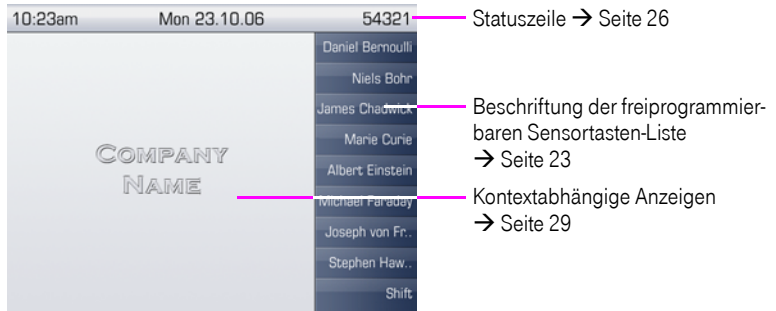 10:23am Mon 23.10.06 54321
Daniel Bernoulli
Niels Bohr
James Chadwick
Marie Curie
Albert Einstein
Michael Faraday
Joseph von Fr..
Stephen Haw..
Shift
COMPANY
NAME
Statuszeile → Seite 26
Beschriftung der freiprogrammier-
baren Sensortasten-Liste
→ Seite 23
Kontextabhängige Anzeigen
→ Seite 29